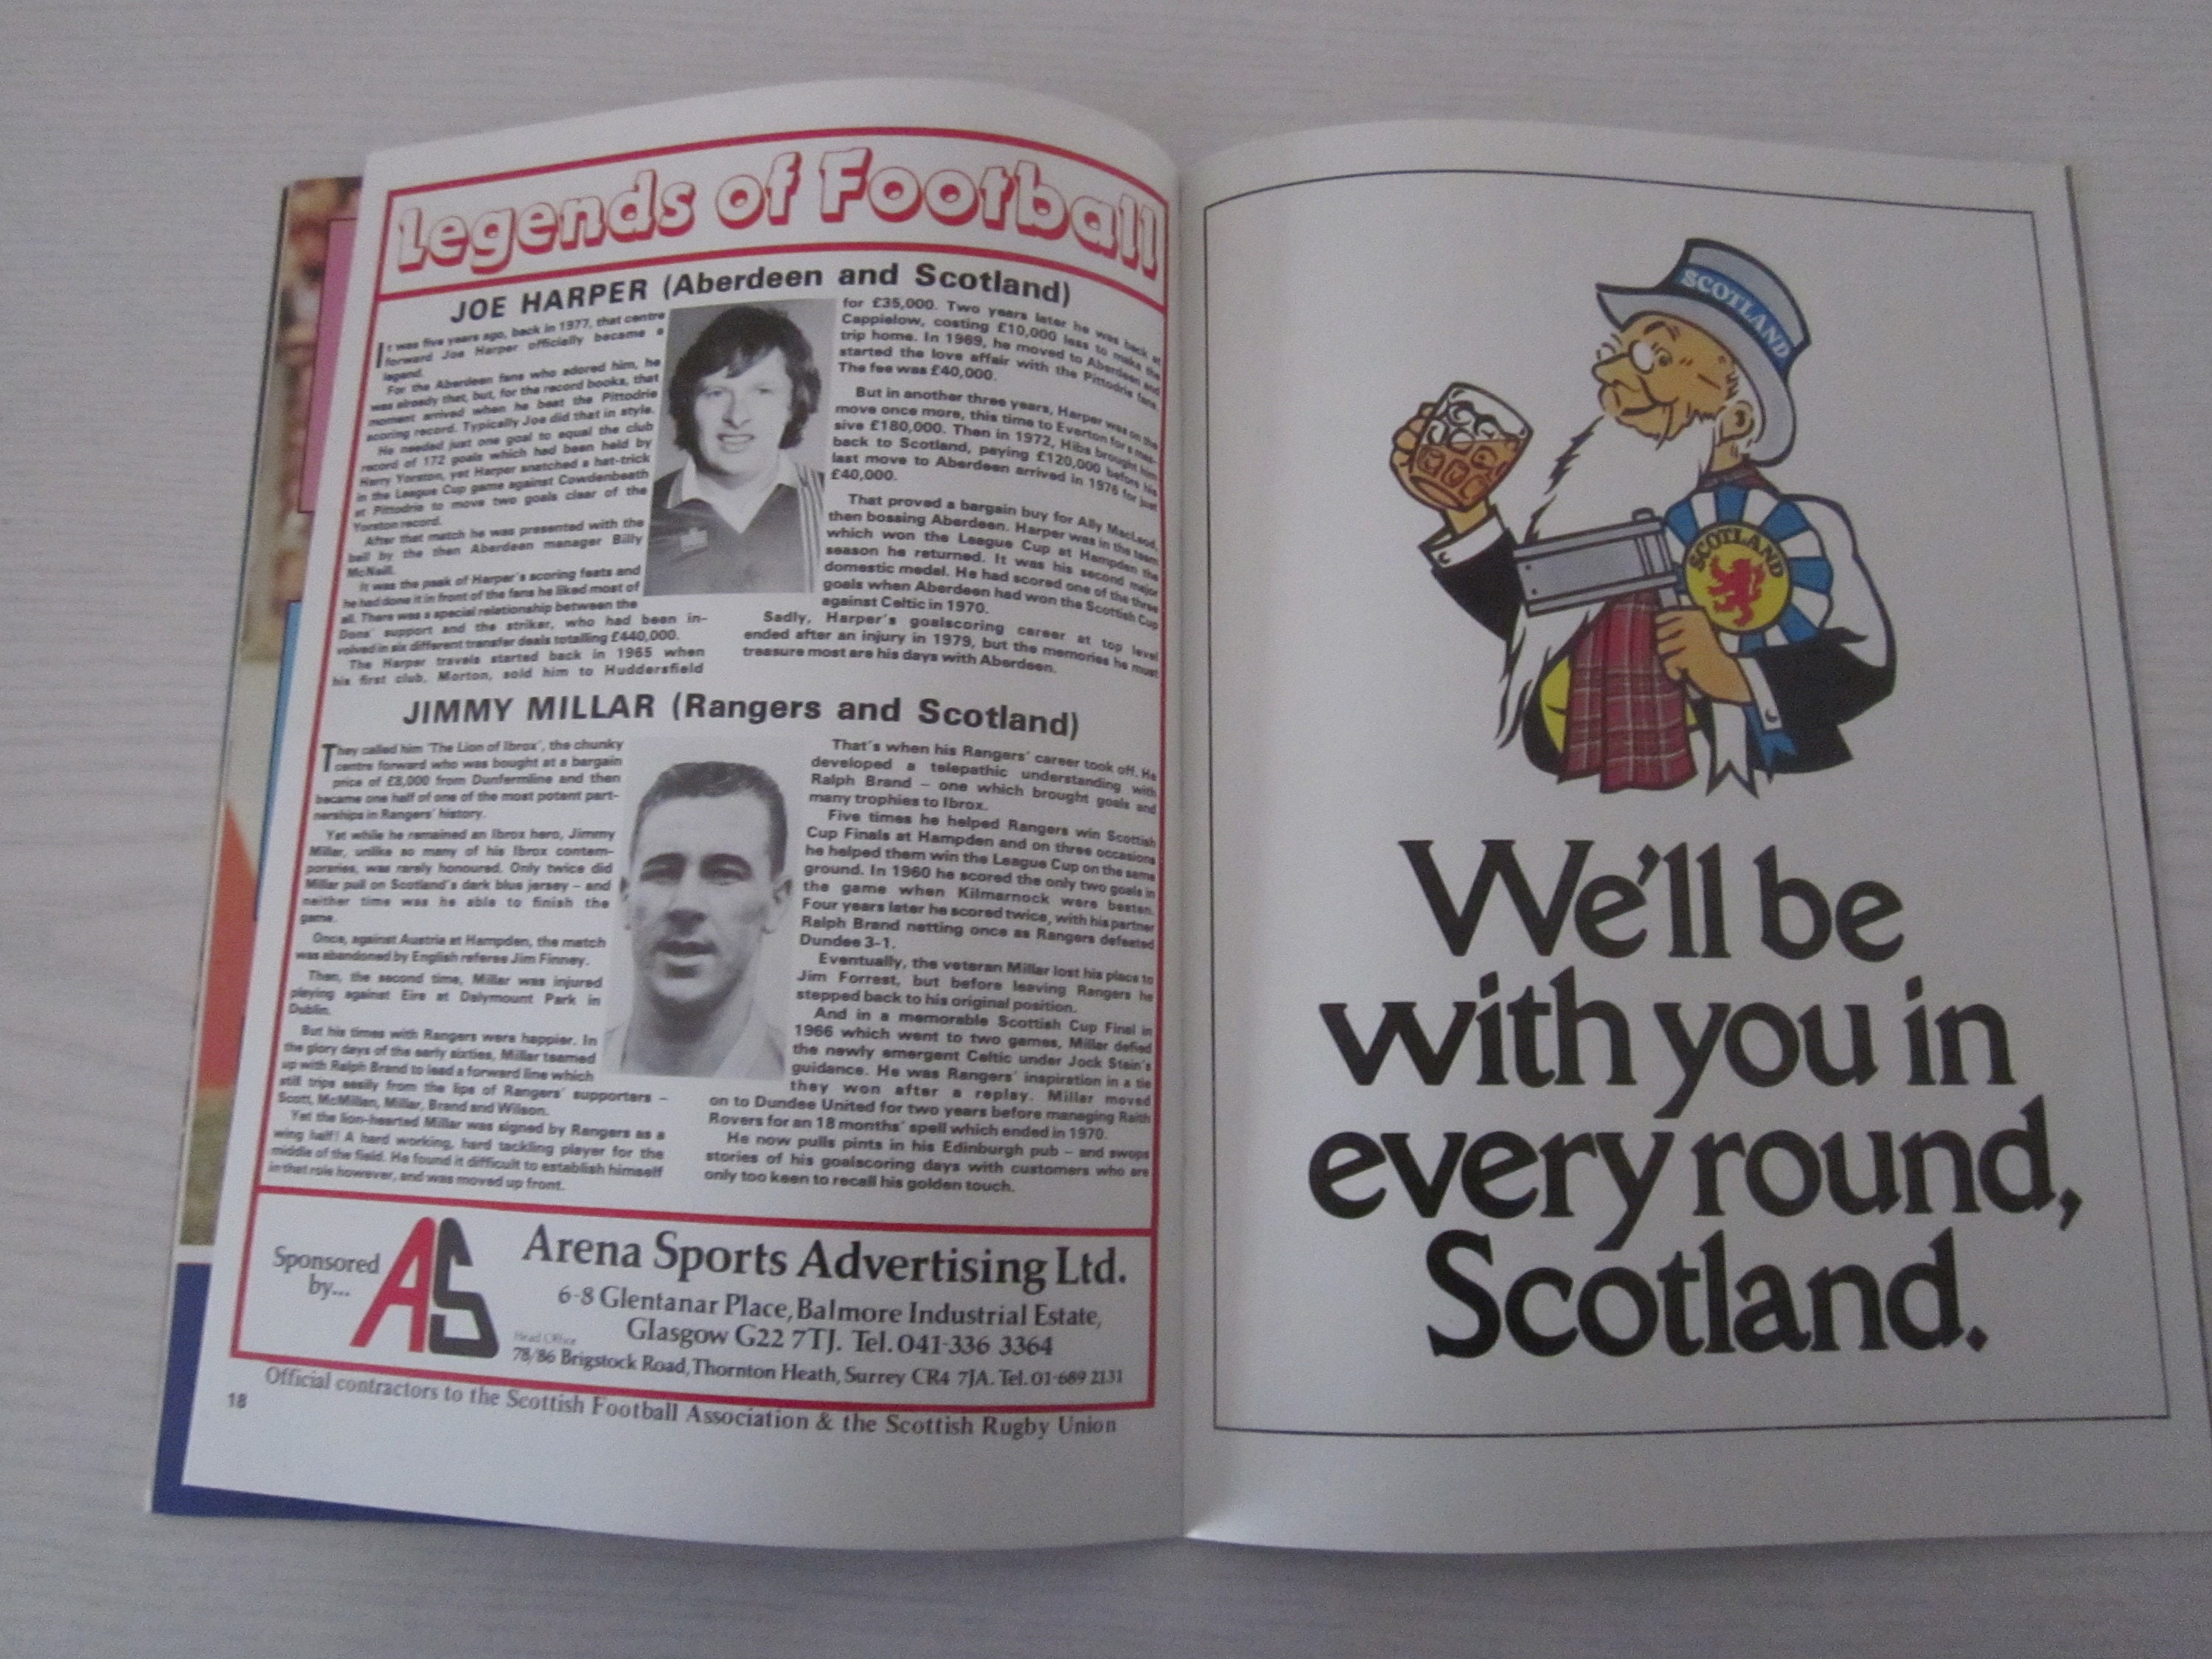 Legends of Football
JOE HARPER (Aberdeen and Scotland)
It was five years ago, back in 1977, that centre
forward Joe Harper officially became a
legend.
For the Aberdeen fans who adored him, he
was already that, but, for the record books, that
moment arrived when he beat the Pittodrie
scoring record. Typically Joe did that in style.
He needed just one goal to equal the club
record of 172 goals which had been held by
Harry Yorston, yet Harper snatched a hat-trick
in the League Cup game against Cowdenbeath
at Pittodrie to move two goals clear of the
Yorston record.
After that match he was presented with the
ball by the then Aberdeen manager Billy
McNeill.
It was the peak of Harper's scoring feats and
he had done it in front of the fans he liked most of
all. There was a special relationship between the
Dons' support and the striker, who had been in-
volved in six different transfer deals totalling £440,000.
The Harper travels started back in 1965 when
his first club, Morton, sold him to Huddersfield
for £35,000. Two years later he was back at
Cappielow, costing £10,000 less to make the
trip home. In 1969, he moved to Aberdeen and
started the love affair with the Pittodrie fans.
The fee was £40,000.
But in another three years, Harper was on the
move once more, this time to Everton for a mas-
sive £180,000. Then in 1972, Hibs brought him
back to Scotland, paying £120,000 before his
last move to Aberdeen arrived in 1976 for just
£40,000.
That proved a bargain buy for Ally MacLeod,
then bossing Aberdeen. Harper was in the team
which won the League Cup at Hampden the
season he returned. It was his second major
domestic medal. He had scored one of the three
goals when Aberdeen had won the Scottish Cup
against Celtic in 1970.
Sadly, Harper's goalscoring career at top level
ended after an injury in 1979, but the memories he must
treasure most are his days with Aberdeen.
JIMMY MILLAR (Rangers and Scotland)
They called him 'The Lion of Ibrox', the chunky
centre forward who was bought at a bargain
price of £8,000 from Dunfermline and then
became one half of one of the most potent part-
nerships in Rangers' history.
Yet while he remained an Ibrox hero, Jimmy
Millar, unlike so many of his Ibrox contem-
poraries, was rarely honoured. Only twice did
Millar pull on Scotland's dark blue jersey – and
neither time was he able to finish the
game.
Once, against Austria at Hampden, the match
was abandoned by English referee Jim Finney.
Then, the second time, Millar was injured
playing against Eire at Dalymount Park in
Dublin.
But his times with Rangers were happier. In
the glory days of the early sixties, Millar teamed
up with Ralph Brand to lead a forward line which
still trips easily from the lips of Rangers' supporters –
Scott, McMillan, Millar, Brand and Wilson.
Yet the lion-hearted Millar was signed by Rangers as a
wing half! A hard working, hard tackling player for the
middle of the field. He found it difficult to establish himself
in that role however, and was moved up front.
That's when his Rangers' career took off. He
developed a telepathic understanding with
Ralph Brand – one which brought goals and
many trophies to Ibrox.
Five times he helped Rangers win Scottish
Cup Finals at Hampden and on three occasions
he helped them win the League Cup on the same
ground. In 1960 he scored the only two goals in
the game when Kilmarnock were beaten.
Four years later he scored twice, with his partner
Ralph Brand netting once as Rangers defeated
Dundee 3-1.
Eventually, the veteran Millar lost his place to
Jim Forrest, but before leaving Rangers he
stepped back to his original position.
And in a memorable Scottish Cup Final in
1966 which went to two games, Millar defied
the newly emergent Celtic under Jock Stein's
guidance. He was Rangers' inspiration in a tie
they won after a replay. Millar moved
on to Dundee United for two years before managing Raith
Rovers for an 18 months' spell which ended in 1970.
He now pulls pints in his Edinburgh pub – and swops
stories of his goalscoring days with customers who are
only too keen to recall his golden touch.
Sponsored
by...
AS
Arena Sports Advertising Ltd.
6-8 Glentanar Place, Balmore Industrial Estate,
Glasgow G22 7TJ. Tel. 041-336 3364
Head Office
78/86 Brigstock Road, Thornton Heath, Surrey CR4 7JA. Tel. 01-689 2131
Official contractors to the Scottish Football Association & the Scottish Rugby Union
18
SCOTLAND
SCOTLAND
We'll be
with you in
every round,
Scotland.